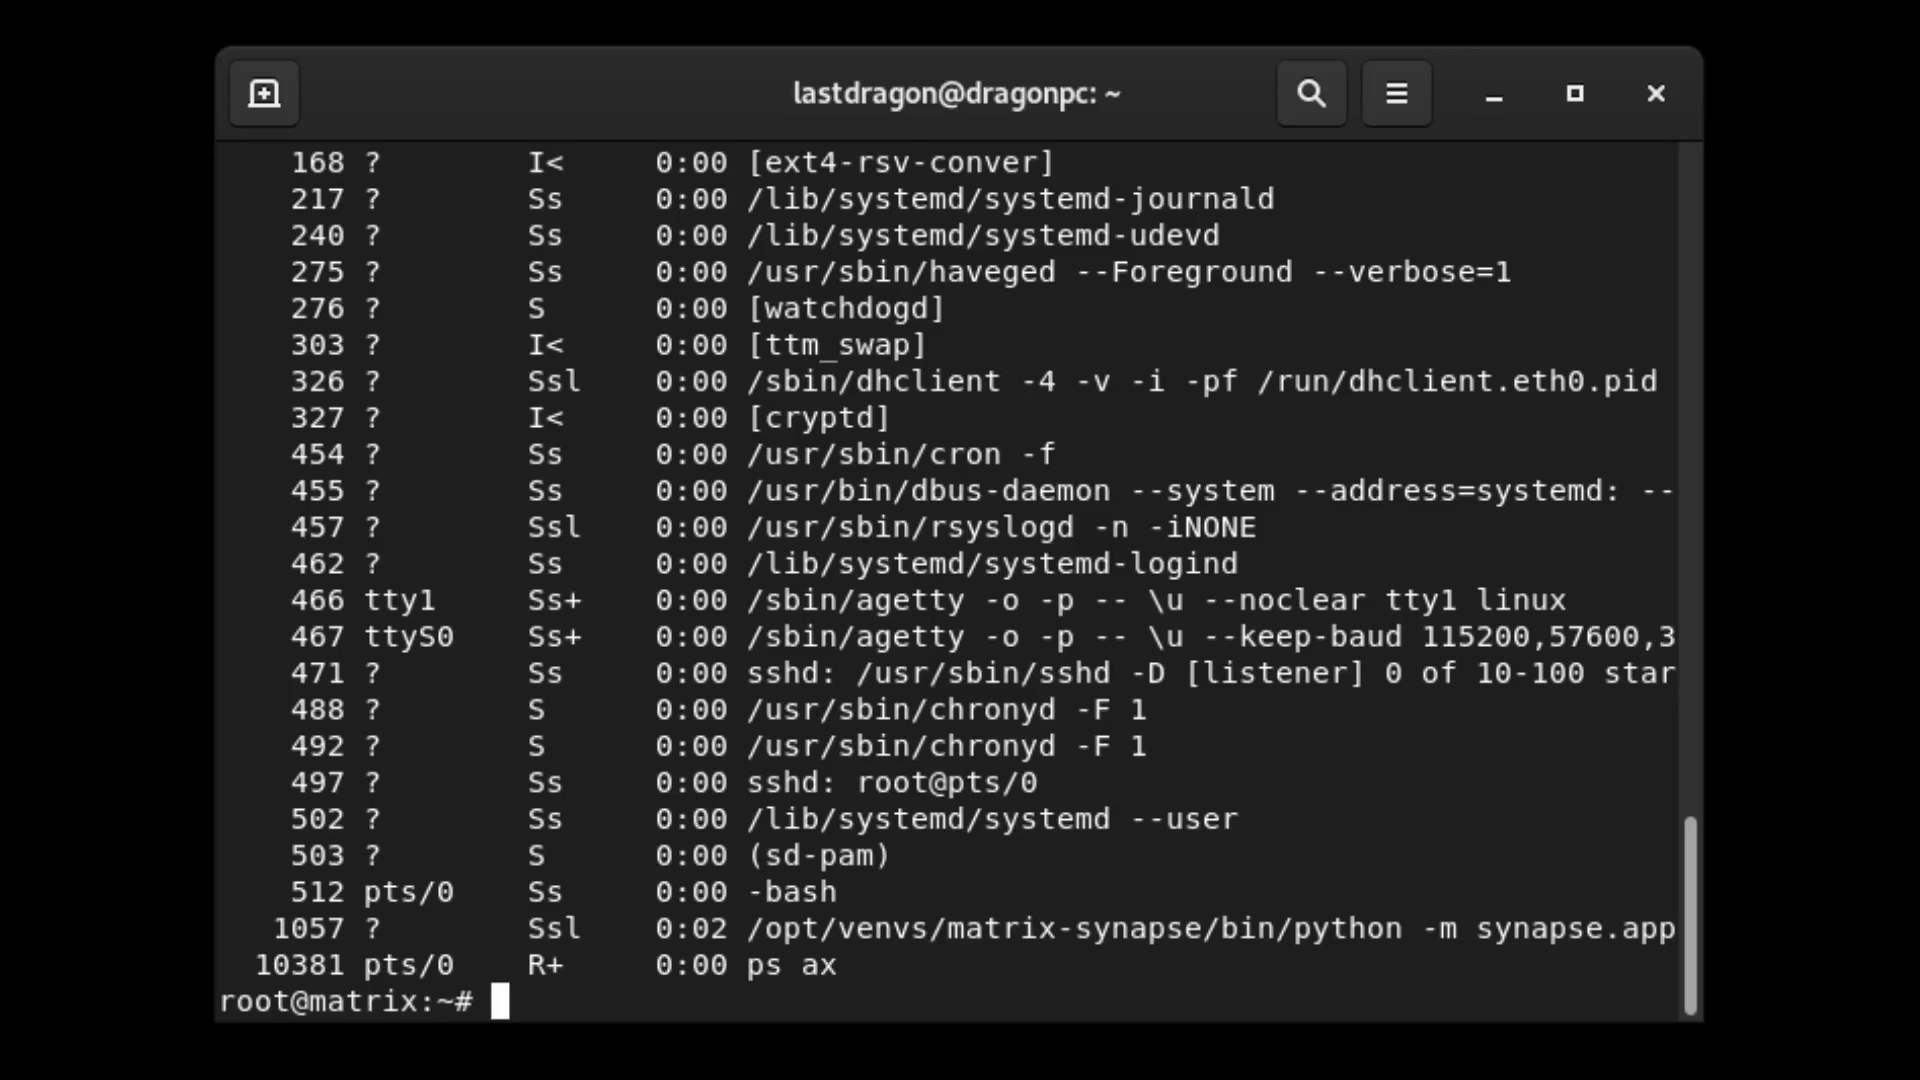 lastdragon@dragonpc: ~
168 ? I< 0:00 [ext4-rsv-conver]
217 ? Ss 0:00 /lib/systemd/systemd-journald
240 ? Ss 0:00 /lib/systemd/systemd-udevd
275 ? Ss 0:00 /usr/sbin/haveged --Foreground --verbose=1
276 ? S 0:00 [watchdogd]
303 ? I< 0:00 [ttm_swap]
326 ? Ssl 0:00 /sbin/dhclient -4 -v -i -pf /run/dhclient.eth0.pid
327 ? I< 0:00 [cryptd]
454 ? Ss 0:00 /usr/sbin/cron -f
455 ? Ss 0:00 /usr/bin/dbus-daemon --system --address=systemd: --
457 ? Ssl 0:00 /usr/sbin/rsyslogd -n -iNONE
462 ? Ss 0:00 /lib/systemd/systemd-logind
466 tty1 Ss+ 0:00 /sbin/agetty -o -p -- \u --noclear tty1 linux
467 ttyS0 Ss+ 0:00 /sbin/agetty -o -p -- \u --keep-baud 115200,57600,3
471 ? Ss 0:00 sshd: /usr/sbin/sshd -D [listener] 0 of 10-100 star
488 ? S 0:00 /usr/sbin/chronyd -F 1
492 ? S 0:00 /usr/sbin/chronyd -F 1
497 ? Ss 0:00 sshd: root@pts/0
502 ? Ss 0:00 /lib/systemd/systemd --user
503 ? S 0:00 (sd-pam)
512 pts/0 Ss 0:00 -bash
1057 ? Ssl 0:02 /opt/venvs/matrix-synapse/bin/python -m synapse.app
10381 pts/0 R+ 0:00 ps ax
root@matrix:~#